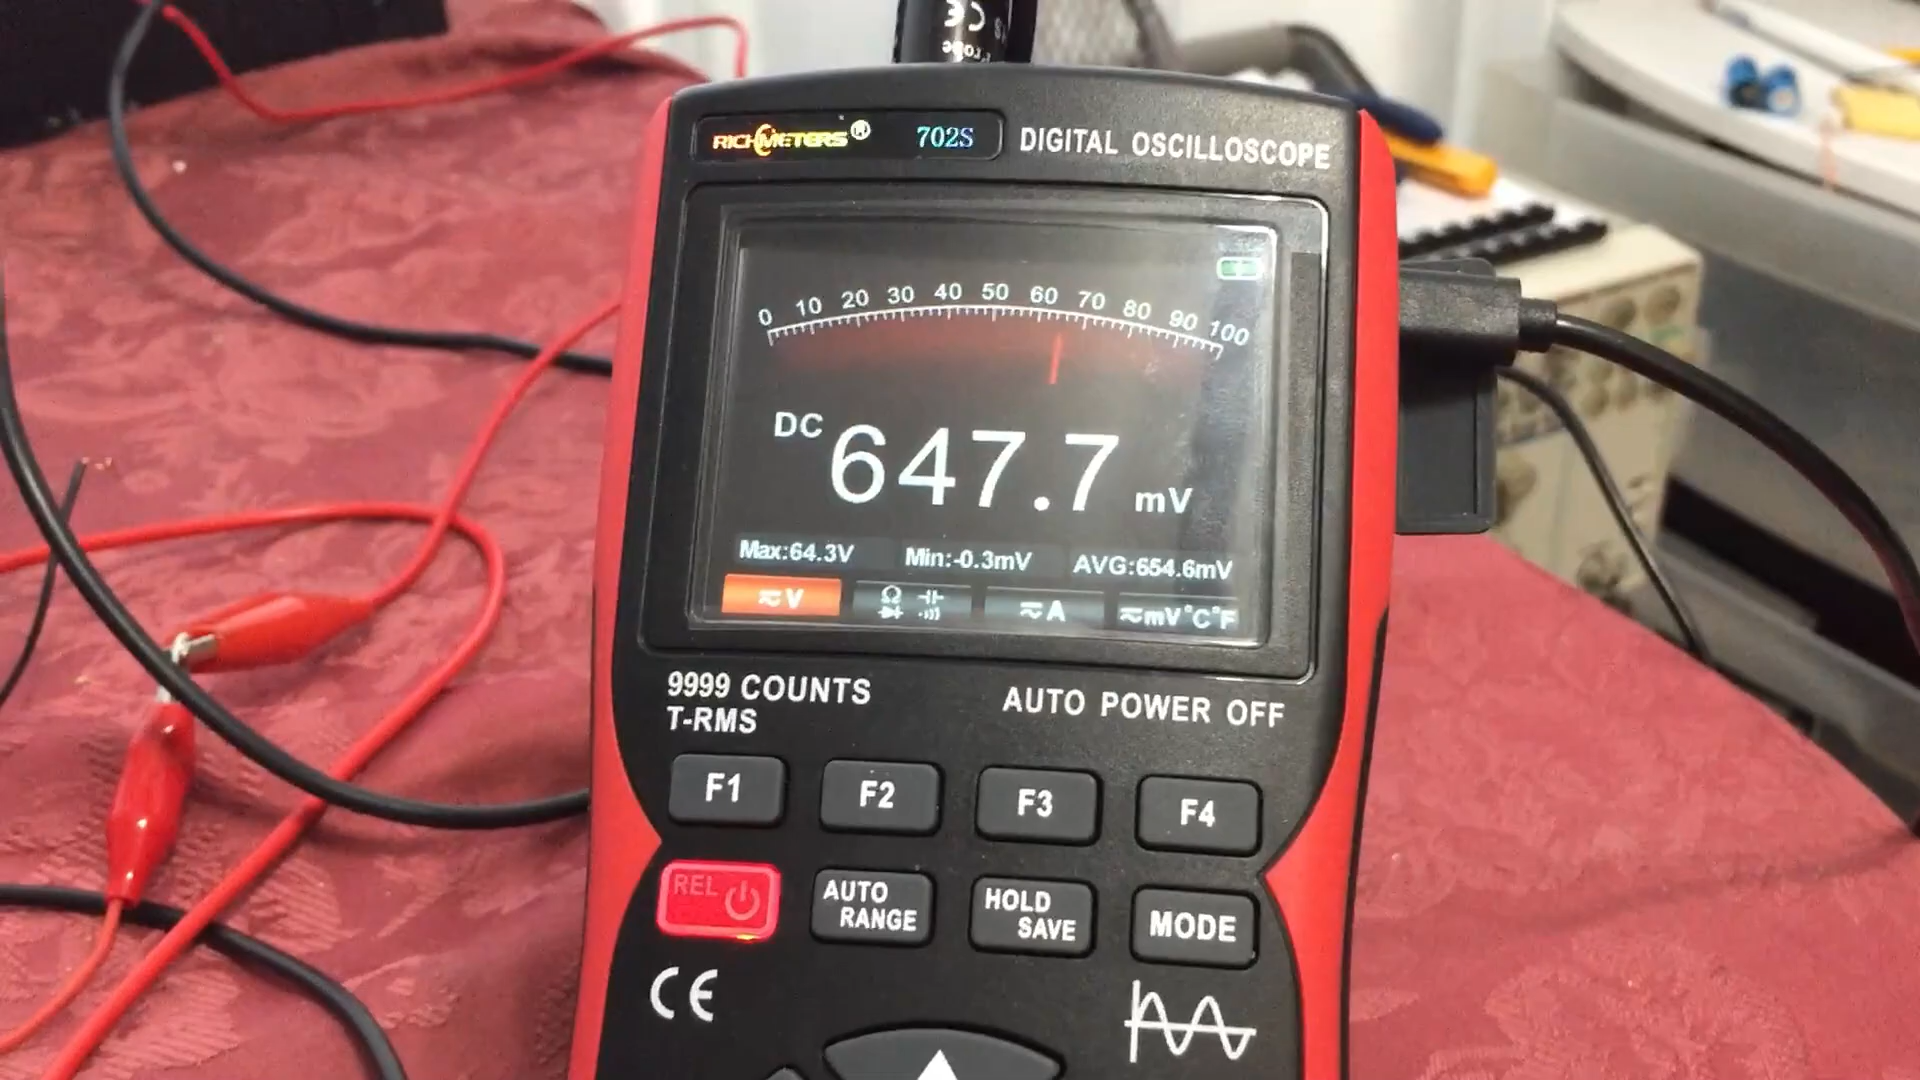 CE
RICHMETERS® 702S DIGITAL OSCILLOSCOPE
0 10 20 30 40 50 60 70 80 90 100
DC 647.7 mV
Max:64.3V Min:-0.3mV AVG:654.6mV
≂V Ω ≂A ≂mV°C°F
9999 COUNTS
T-RMS
AUTO POWER OFF
F1 F2 F3 F4
REL AUTO RANGE HOLD SAVE MODE
CE